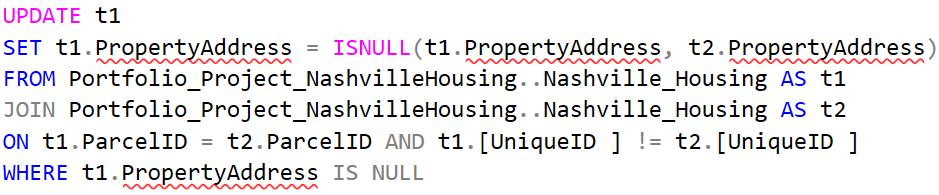 UPDATE t1
SET t1.PropertyAddress = ISNULL(t1.PropertyAddress, t2.PropertyAddress)
FROM Portfolio_Project_NashvilleHousing..Nashville_Housing AS t1
JOIN Portfolio_Project_NashvilleHousing..Nashville_Housing AS t2
ON t1.ParcelID = t2.ParcelID AND t1.[UniqueID ] != t2.[UniqueID ]
WHERE t1.PropertyAddress IS NULL